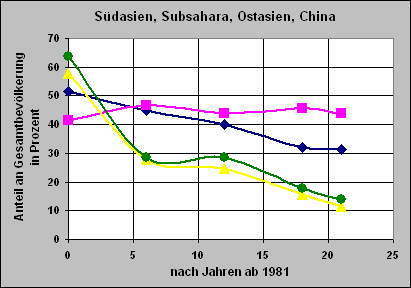 Südasien, Subsahara, Ostasien, China
Anteil an Gesamtbevölkerung
in Prozent
70
60
50
40
30
20
10
0
0 5 10 15 20 25
nach Jahren ab 1981